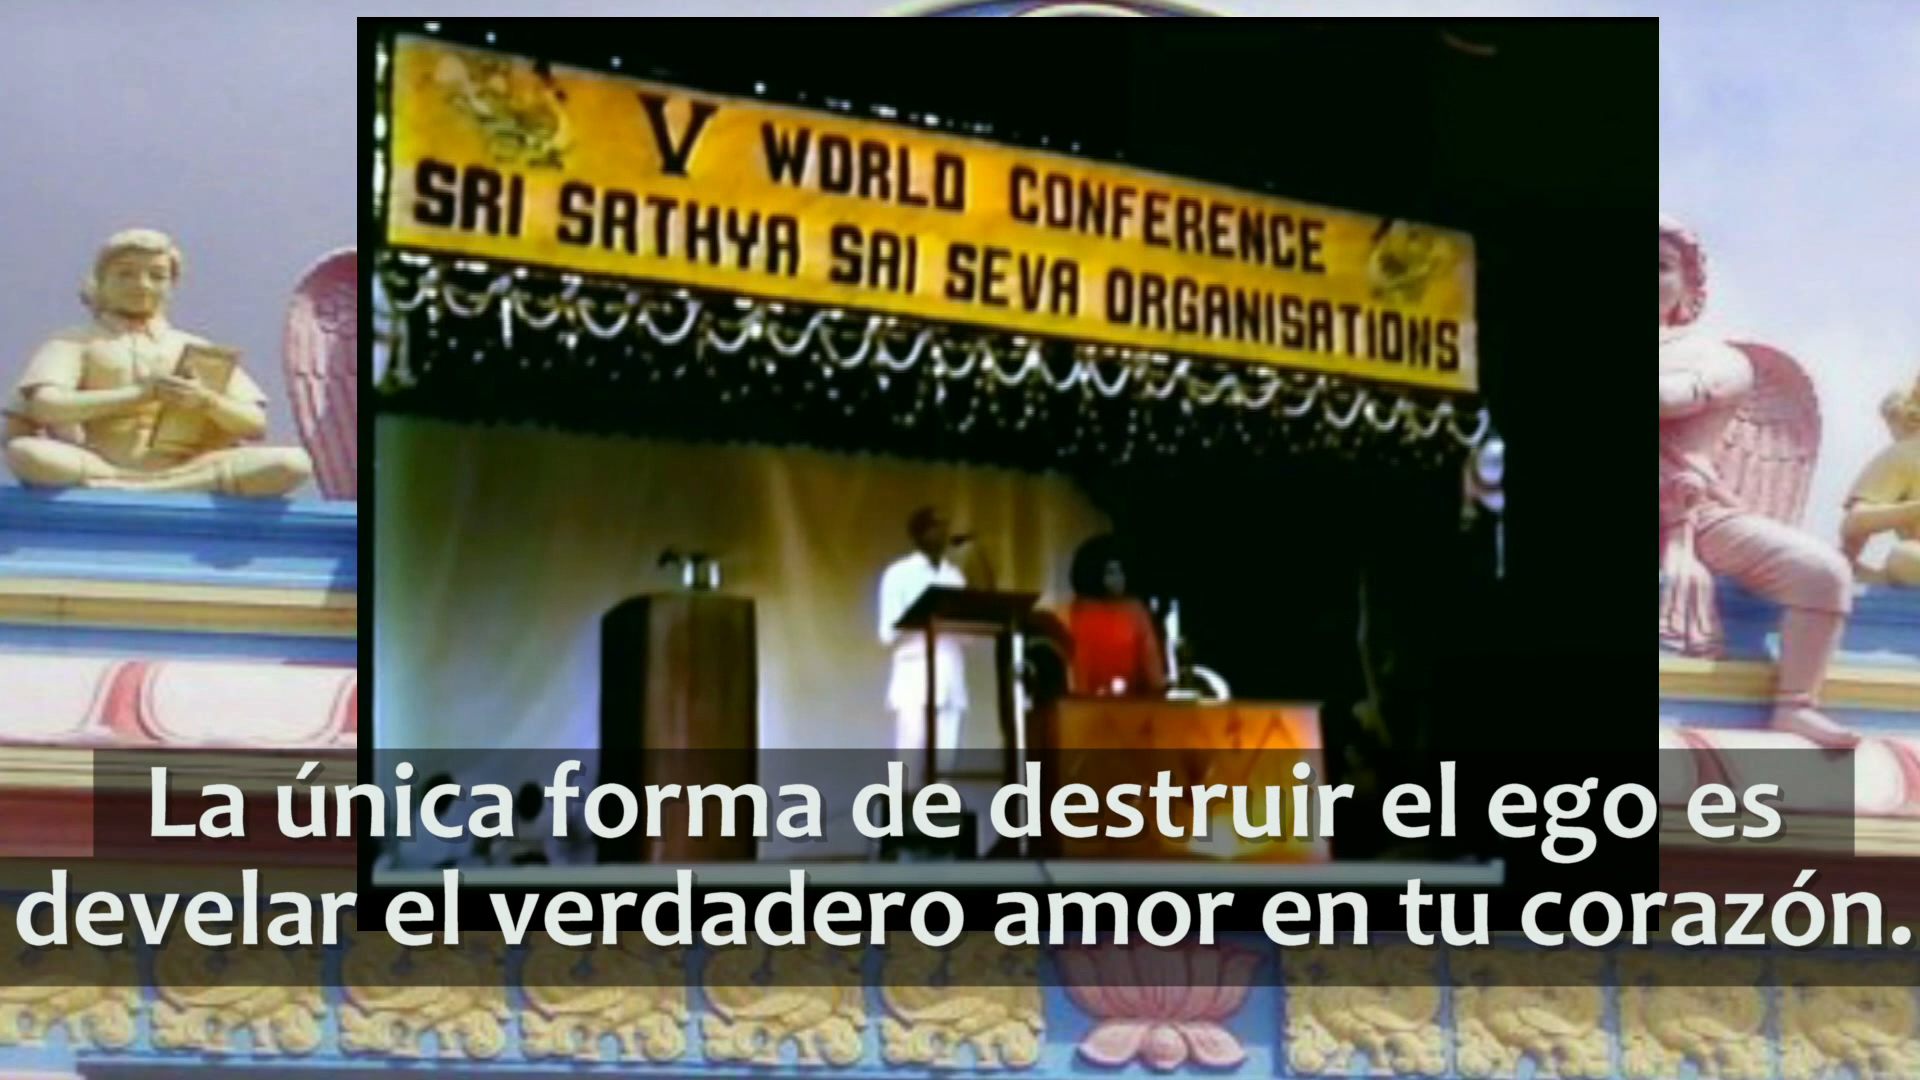 V WORLD CONFERENCE
SRI SATHYA SAI SEVA ORGANISATIONS
La única forma de destruir el ego es
develar el verdadero amor en tu corazón.